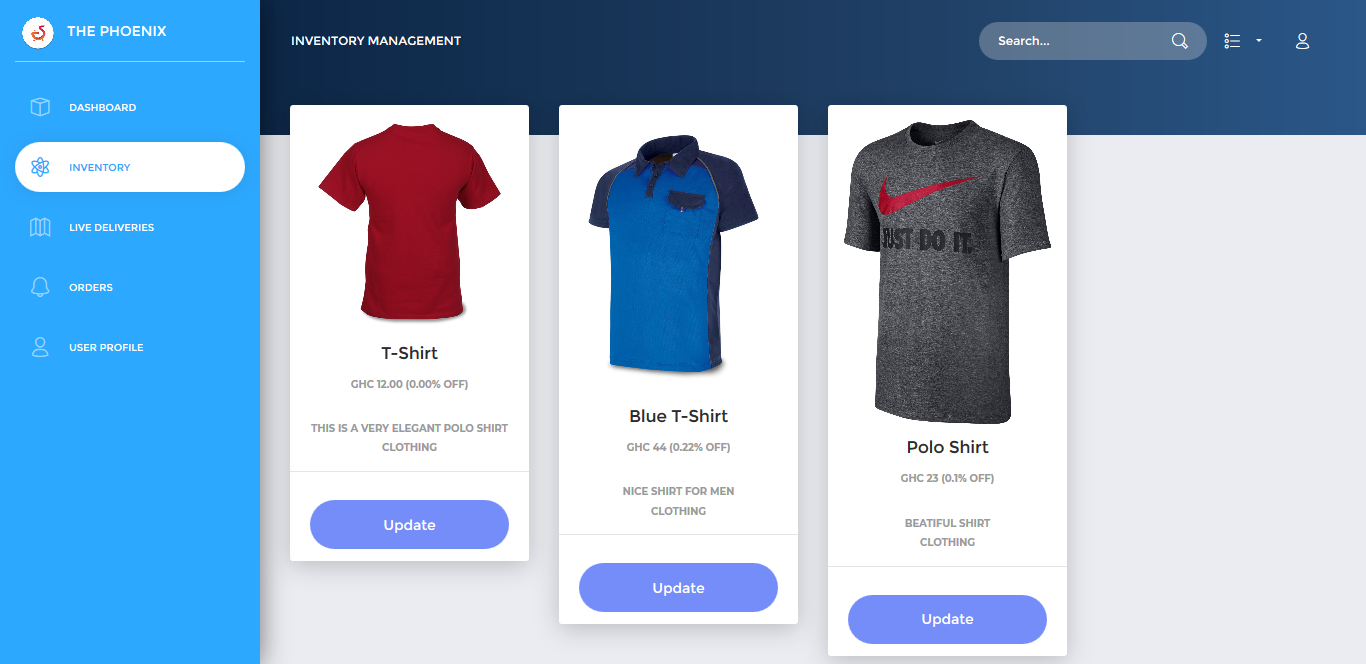 THE PHOENIX
DASHBOARD
INVENTORY
LIVE DELIVERIES
ORDERS
USER PROFILE
INVENTORY MANAGEMENT
Search...
T-Shirt
GHC 12.00 (0.00% OFF)
THIS IS A VERY ELEGANT POLO SHIRT
CLOTHING
Update
Blue T-Shirt
GHC 44 (0.22% OFF)
NICE SHIRT FOR MEN
CLOTHING
Update
JUST DO IT.
Polo Shirt
GHC 23 (0.1% OFF)
BEATIFUL SHIRT
CLOTHING
Update